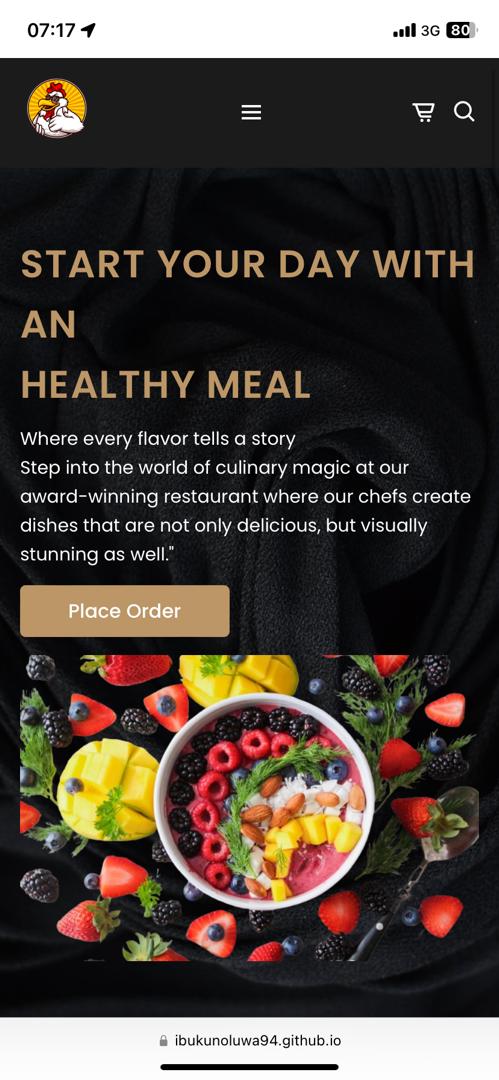 07:17
3G
80
START YOUR DAY WITH
AN
HEALTHY MEAL
Where every flavor tells a story
Step into the world of culinary magic at our
award-winning restaurant where our chefs create
dishes that are not only delicious, but visually
stunning as well."
Place Order
ibukunoluwa94.github.io